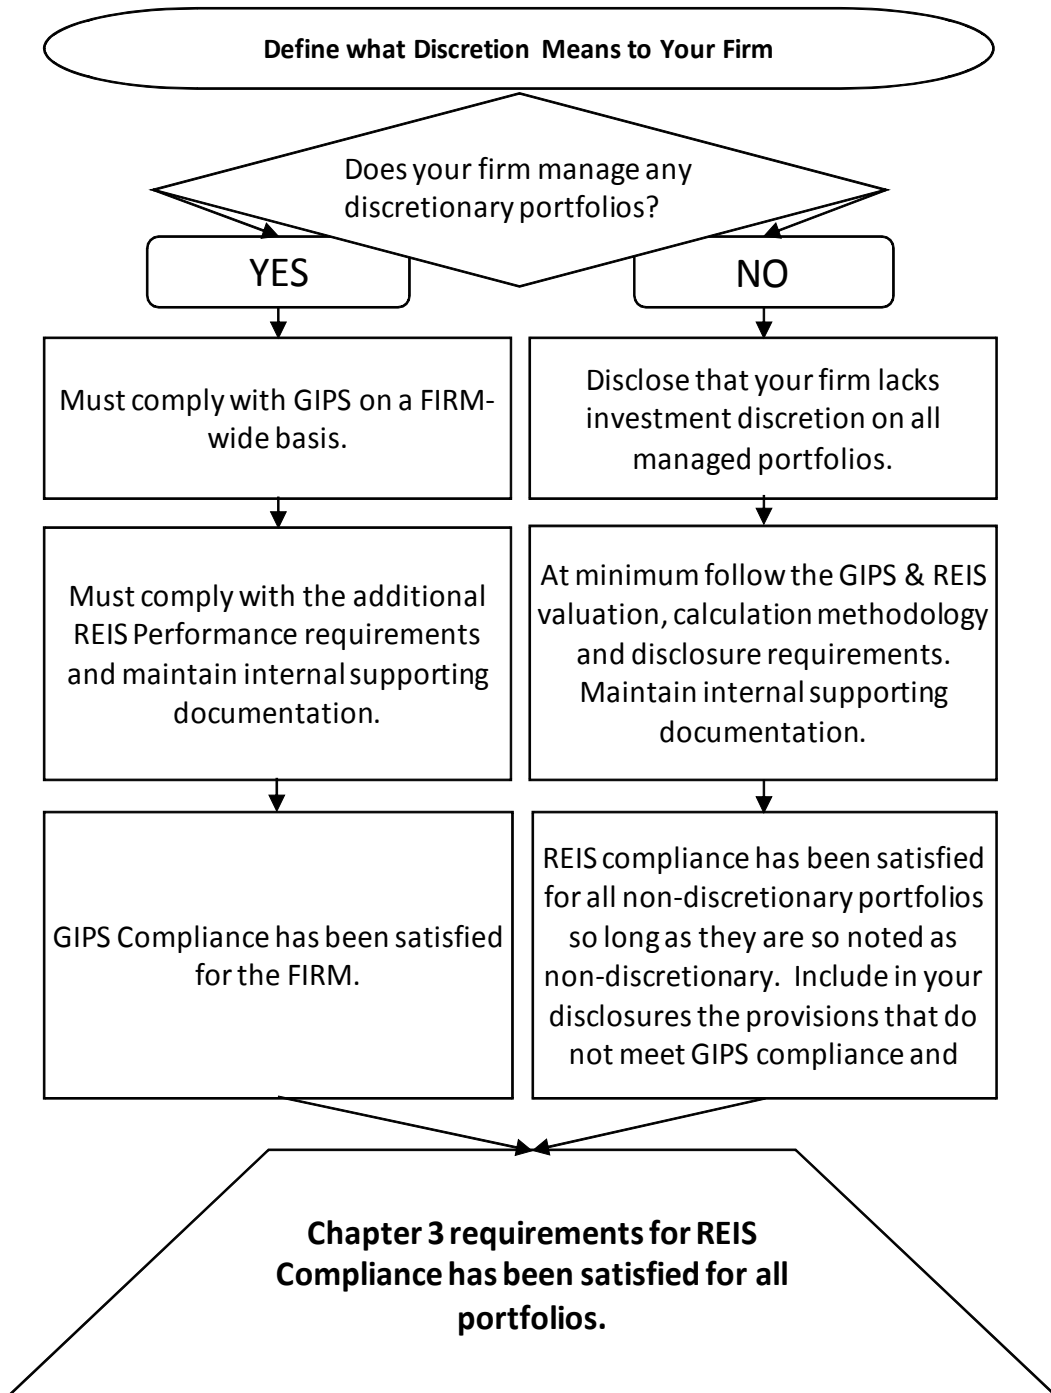 Define what Discretion Means to Your Firm
Does your firm manage any
discretionary portfolios?
YES
NO
Must comply with GIPS on a FIRM-
wide basis.
Disclose that your firm lacks
investment discretion on all
managed portfolios.
Must comply with the additional
REIS Performance requirements
and maintain internal supporting
documentation.
At minimum follow the GIPS & REIS
valuation, calculation methodology
and disclosure requirements.
Maintain internal supporting
documentation.
GIPS Compliance has been satisfied
for the FIRM.
REIS compliance has been satisfied
for all non-discretionary portfolios
so long as they are so noted as
non-discretionary. Include in your
disclosures the provisions that do
not meet GIPS compliance and
Chapter 3 requirements for REIS
Compliance has been satisfied for all
portfolios.